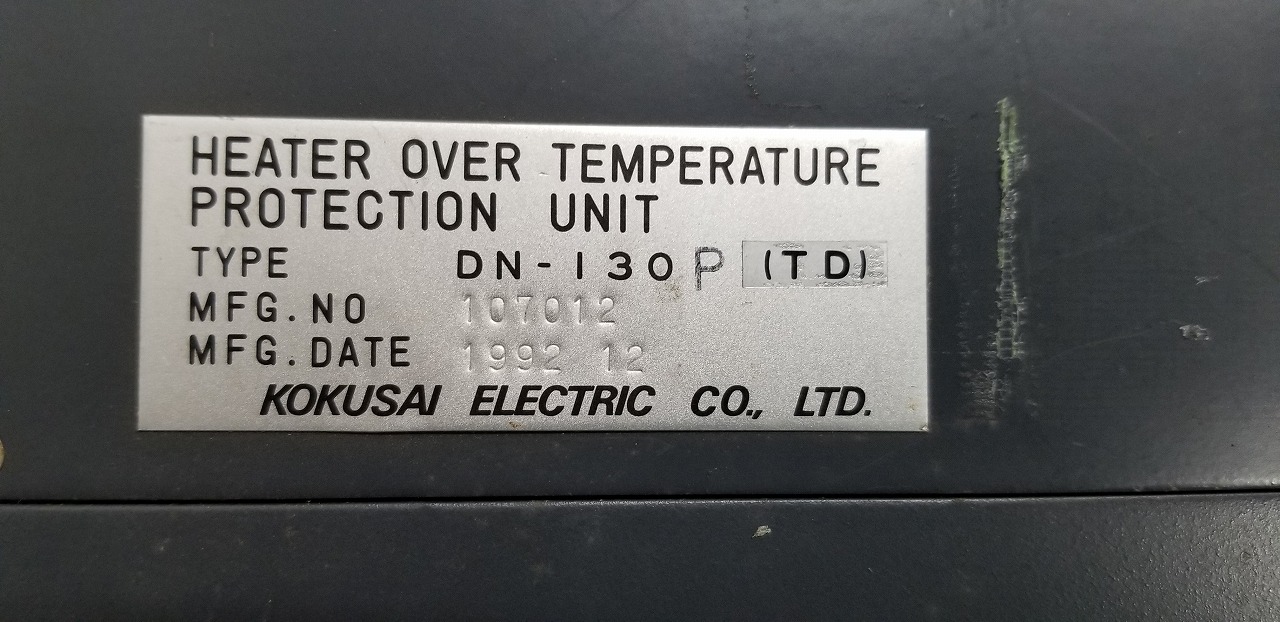 HEATER OVER TEMPERATURE
PROTECTION UNIT
TYPE DN-130P (TD)
MFG. NO 107012
MFG. DATE 1992 12
KOKUSAI ELECTRIC CO., LTD.